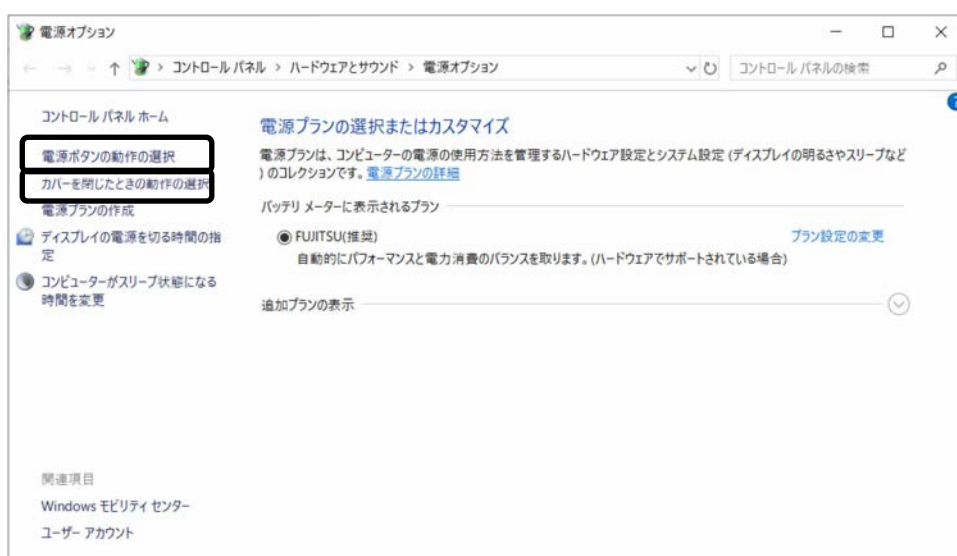 電源オプション
コントロール パネル > ハードウェアとサウンド > 電源オプション
コントロール パネルの検索
コントロール パネル ホーム
電源ボタンの動作の選択
カバーを閉じたときの動作の選択
電源プランの作成
ディスプレイの電源を切る時間の指
定
コンピューターがスリープ状態になる
時間を変更
電源プランの選択またはカスタマイズ
電源プランは、コンピューターの電源の使用方法を管理するハードウェア設定とシステム設定 (ディスプレイの明るさやスリープなど
) のコレクションです。電源プランの詳細
バッテリ メーターに表示されるプラン
FUJITSU(推奨)
プラン設定の変更
自動的にパフォーマンスと電力消費のバランスを取ります。(ハードウェアでサポートされている場合)
追加プランの表示
関連項目
Windows モビリティ センター
ユーザー アカウント